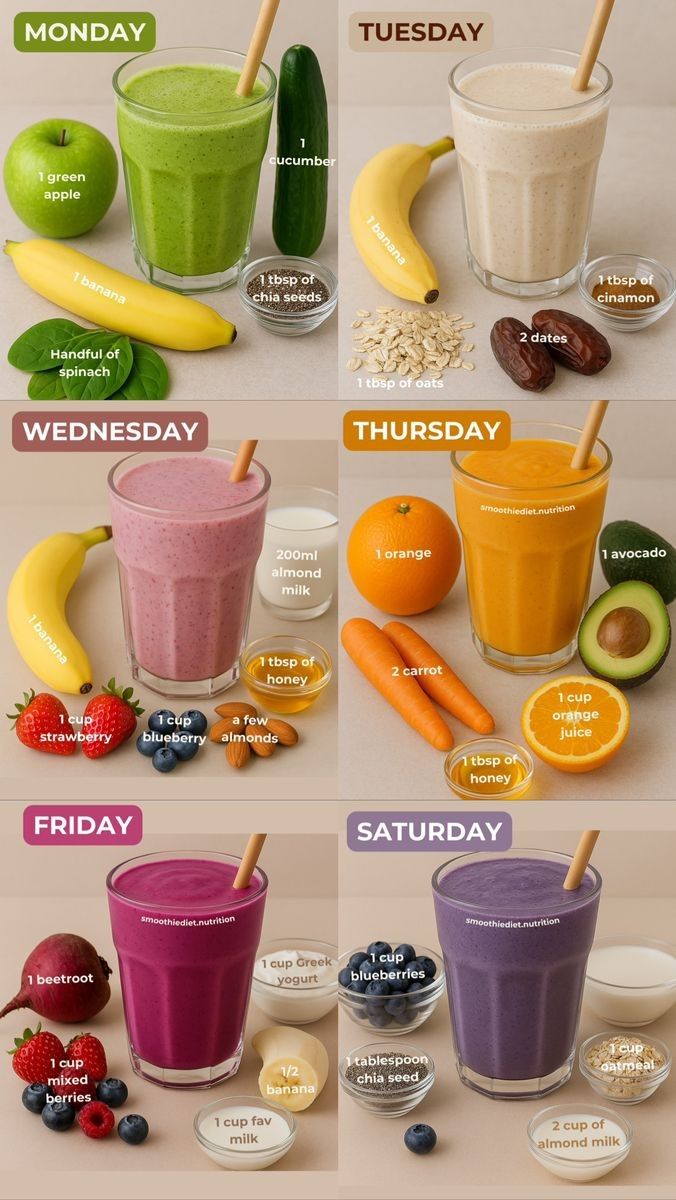 MONDAY
1
cucumber
1 green
apple
1 banana
1 tbsp of
chia seeds
Handful of
spinach
TUESDAY
1 banana
1 tbsp of
cinamon
2 dates
1 tbsp of oats
WEDNESDAY
200ml
almond
milk
1 banana
1 tbsp of
honey
1 cup
strawberry
1 cup
blueberry
a few
almonds
THURSDAY
smoothiediet.nutrition
1 orange
1 avocado
2 carrot
1 cup
orange
juice
1 tbsp of
honey
FRIDAY
smoothiediet.nutrition
1 beetroot
1 cup Greek
yogurt
1 cup
mixed
berries
1/2
banana
1 cup fav
milk
SATURDAY
smoothiediet.nutrition
1 cup
blueberries
1 tablespoon
chia seed
1 cup
oatmeal
2 cup of
almond milk